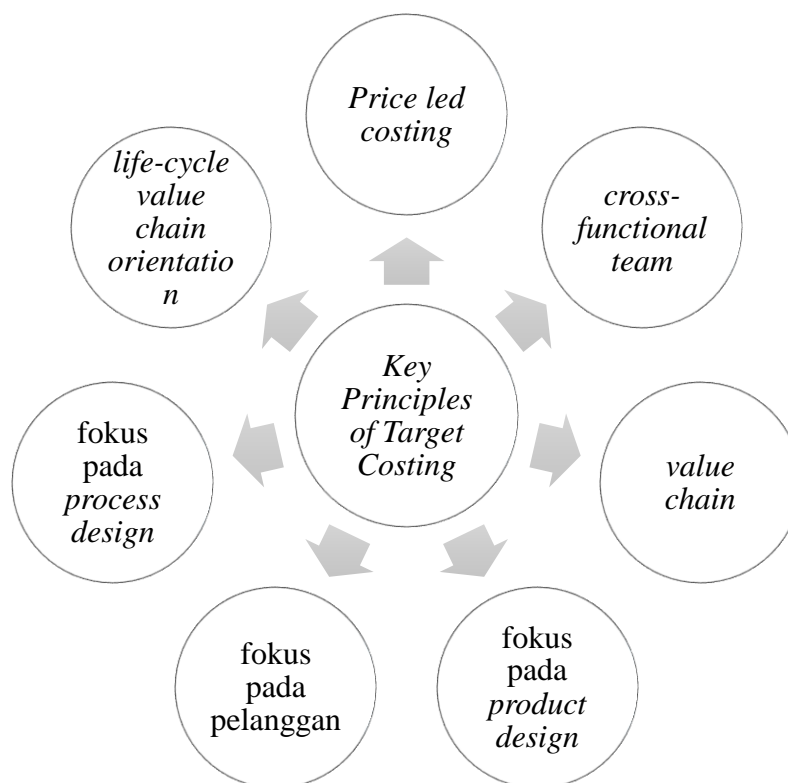 Price led
costing
cross-
functional
team
value
chain
fokus
pada
product
design
fokus
pada
pelanggan
fokus
pada
process
design
life-cycle
value
chain
orientatio
n
Key
Principles
of Target
Costing